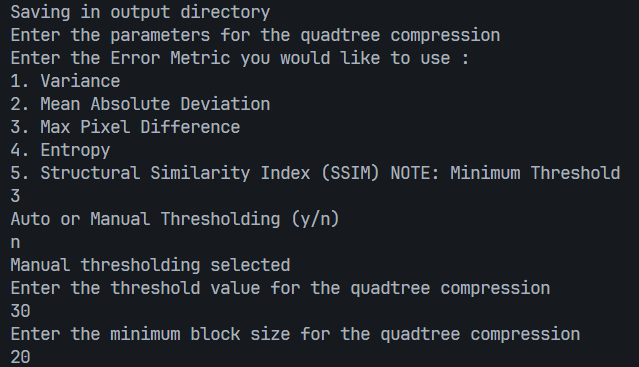 Saving in output directory
Enter the parameters for the quadtree compression
Enter the Error Metric you would like to use :
1. Variance
2. Mean Absolute Deviation
3. Max Pixel Difference
4. Entropy
5. Structural Similarity Index (SSIM) NOTE: Minimum Threshold
3
Auto or Manual Thresholding (y/n)
n
Manual thresholding selected
Enter the threshold value for the quadtree compression
30
Enter the minimum block size for the quadtree compression
20